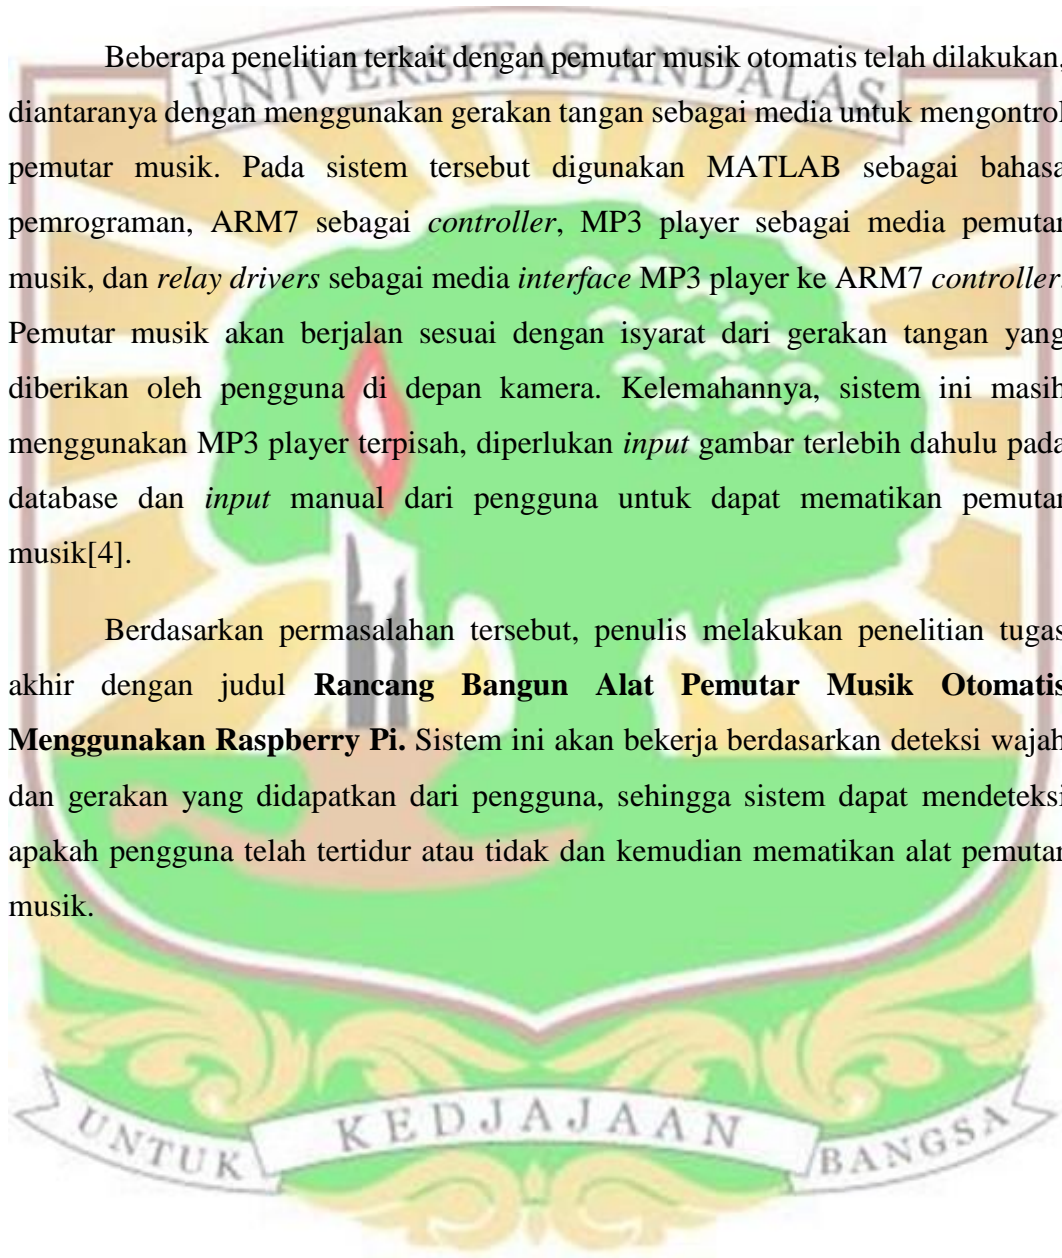 Beberapa penelitian terkait dengan pemutar musik otomatis telah dilakukan,
UNIVERSITAS ANDALAS
diantaranya dengan menggunakan gerakan tangan sebagai media untuk mengontrol
pemutar musik. Pada sistem tersebut digunakan MATLAB sebagai bahasa
pemrograman, ARM7 sebagai controller, MP3 player sebagai media pemutar
musik, dan relay drivers sebagai media interface MP3 player ke ARM7 controller.
Pemutar musik akan berjalan sesuai dengan isyarat dari gerakan tangan yang
diberikan oleh pengguna di depan kamera. Kelemahannya, sistem ini masih
menggunakan MP3 player terpisah, diperlukan input gambar terlebih dahulu pada
database dan input manual dari pengguna untuk dapat mematikan pemutar
musik[4].
Berdasarkan permasalahan tersebut, penulis melakukan penelitian tugas
akhir dengan judul Rancang Bangun Alat Pemutar Musik Otomatis
Menggunakan Raspberry Pi. Sistem ini akan bekerja berdasarkan deteksi wajah
dan gerakan yang didapatkan dari pengguna, sehingga sistem dapat mendeteksi
apakah pengguna telah tertidur atau tidak dan kemudian mematikan alat pemutar
musik.
UNTUK KEDJAJAAN BANGSA